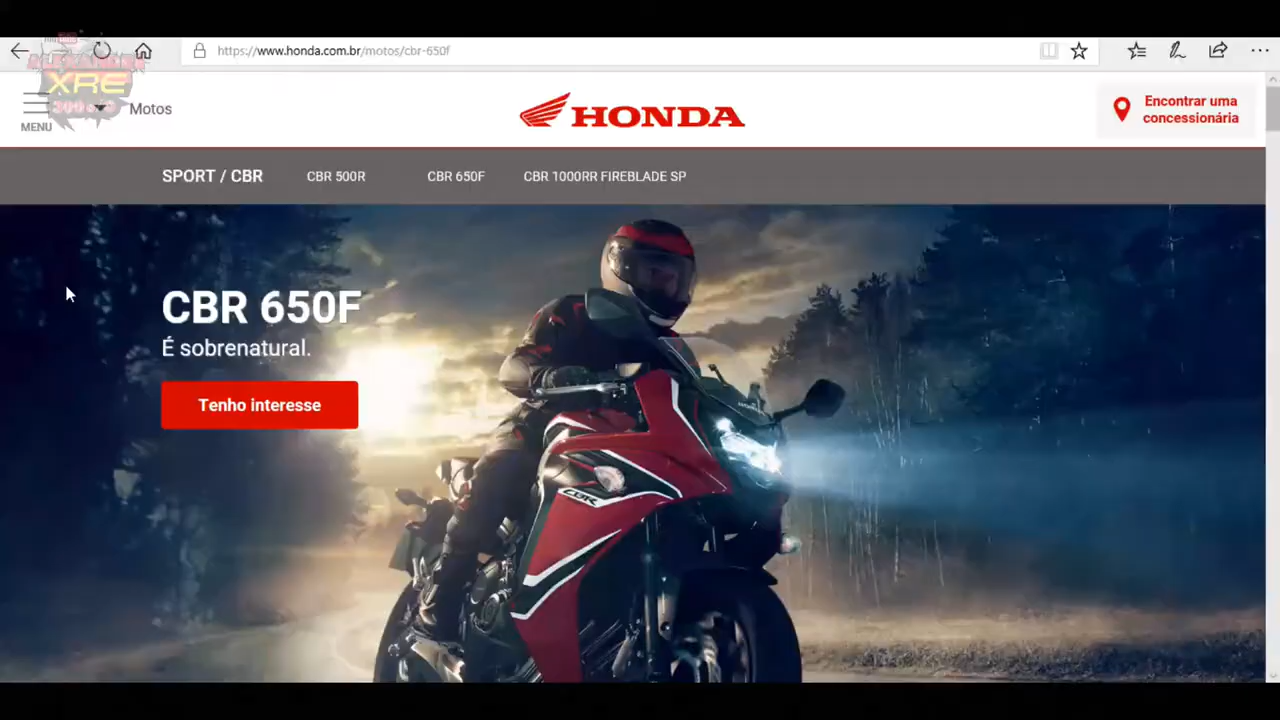 https://www.honda.com.br/motos/cbr-650f
XRE
MENU
Motos
HONDA
Encontrar uma
concessionária
SPORT / CBR
CBR 500R
CBR 650F
CBR 1000RR FIREBLADE SP
CBR 650F
É sobrenatural.
Tenho interesse
CBR